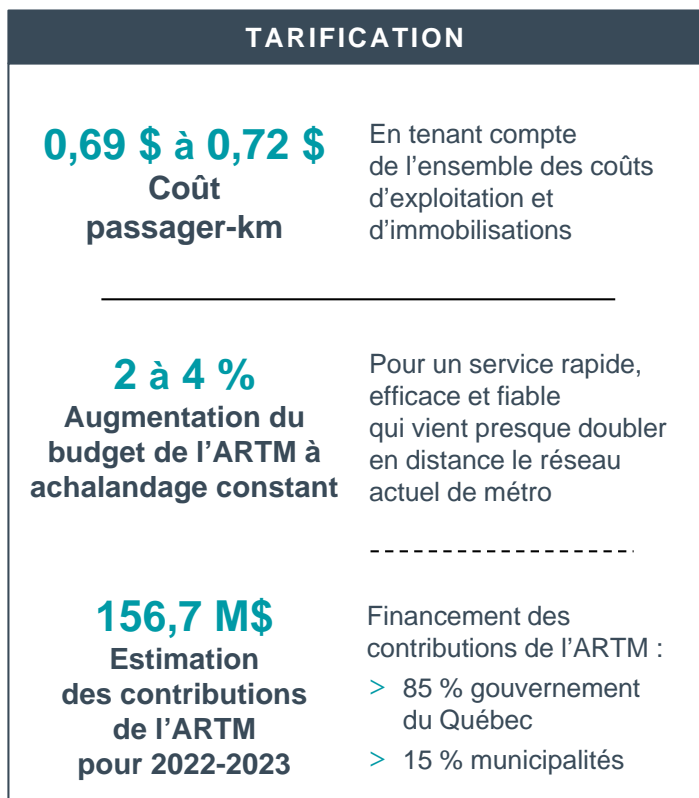 TARIFICATION
0,69 $ à 0,72 $
Coût
passager-km
En tenant compte
de l’ensemble des coûts
d’exploitation et
d’immobilisations
2 à 4 %
Augmentation du
budget de l’ARTM à
achalandage constant
Pour un service rapide,
efficace et fiable
qui vient presque doubler
en distance le réseau
actuel de métro
156,7 M$
Estimation
des contributions
de l’ARTM
pour 2022-2023
Financement des
contributions de l’ARTM :
> 85 % gouvernement
du Québec
> 15 % municipalités